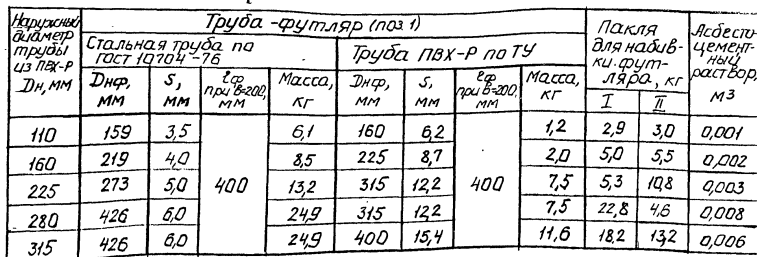 Наружный диаметр трубы из ПВХ-Р Dн, мм | Труба-футляр (поз.1) | Пакля для набивки футляра, кг | Асбестоцементный раствор, м3
Стальная труба по ГОСТ 10704-76 | Труба ПВХ-Р по ТУ
Dнф, мм | S, мм | ℓф при в=200, мм | Масса, кг | Dнф, мм | S, мм | ℓф при в=200, мм | Масса, кг | I | II
110 | 159 | 3,5 | 400 | 6,1 | 160 | 6,2 | 400 | 1,2 | 2,9 | 3,0 | 0,001
160 | 219 | 4,0 | 8,5 | 225 | 8,7 | 2,0 | 5,0 | 5,5 | 0,002
225 | 273 | 5,0 | 13,2 | 315 | 12,2 | 7,5 | 5,3 | 10,8 | 0,003
280 | 426 | 6,0 | 24,9 | 315 | 12,2 | 7,5 | 22,8 | 4,6 | 0,008
315 | 426 | 6,0 | 24,9 | 400 | 15,4 | 11,6 | 18,2 | 13,2 | 0,006